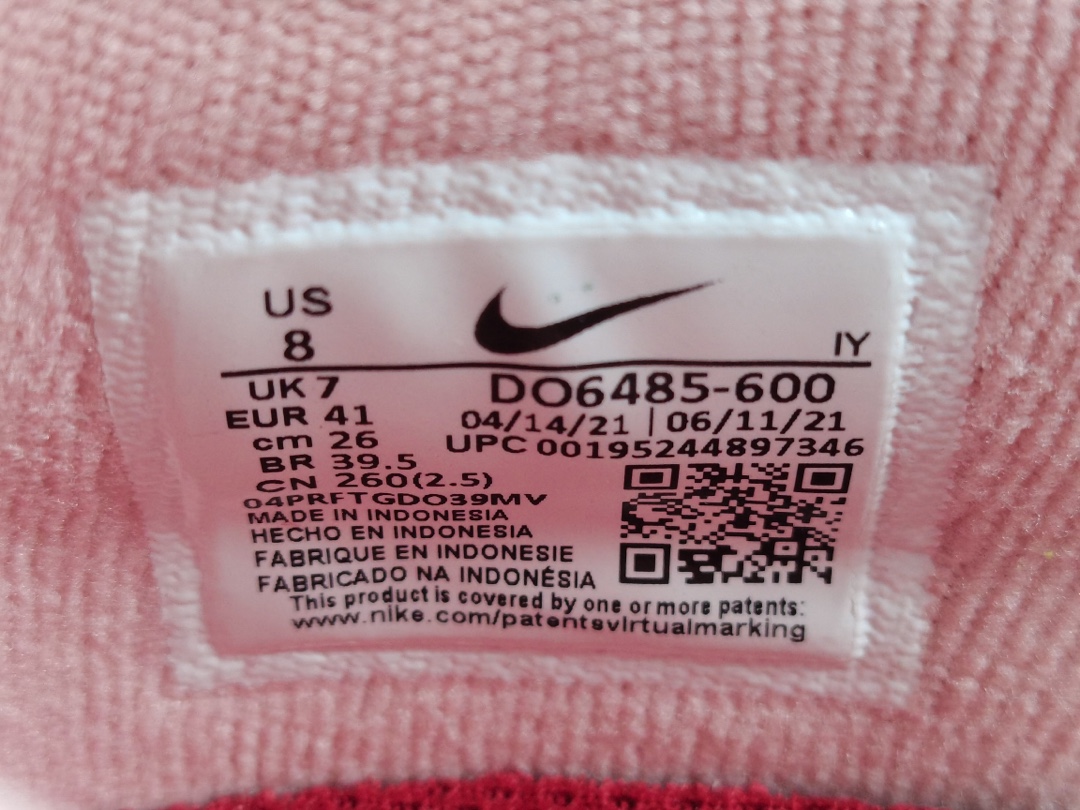 US
8
IY
UK 7
EUR 41
cm 26
BR 39.5
CN 260(2.5)
DO6485-600
04/14/21 | 06/11/21
UPC 00195244897346
04PRFTGDO39MV
MADE IN INDONESIA
HECHO EN INDONESIA
FABRIQUE EN INDONESIE
FABRICADO NA INDONÉSIA
This product is covered by one or more patents:
www.nike.com/patentsvirtualmarking